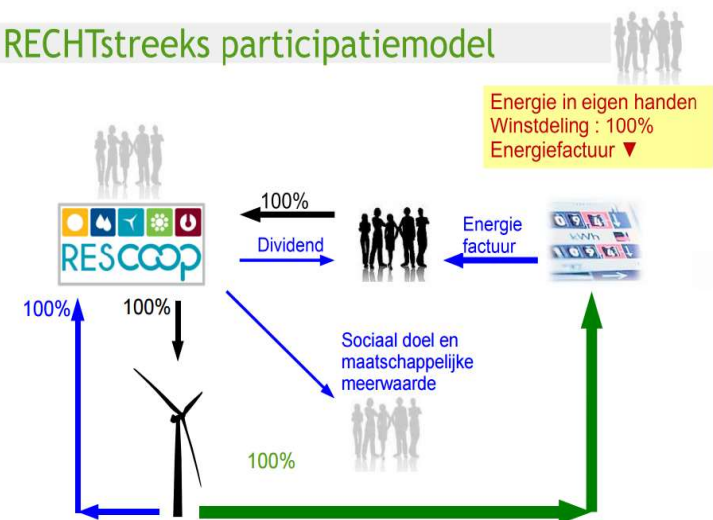 RECHTstreeks participatiemodel
Energie in eigen handen
Winstdeling : 100%
Energiefactuur ▼
100%
RESCOOP
Dividend
Energie
factuur
kWh
100%
100%
Sociaal doel en
maatschappelijke
meerwaarde
100%